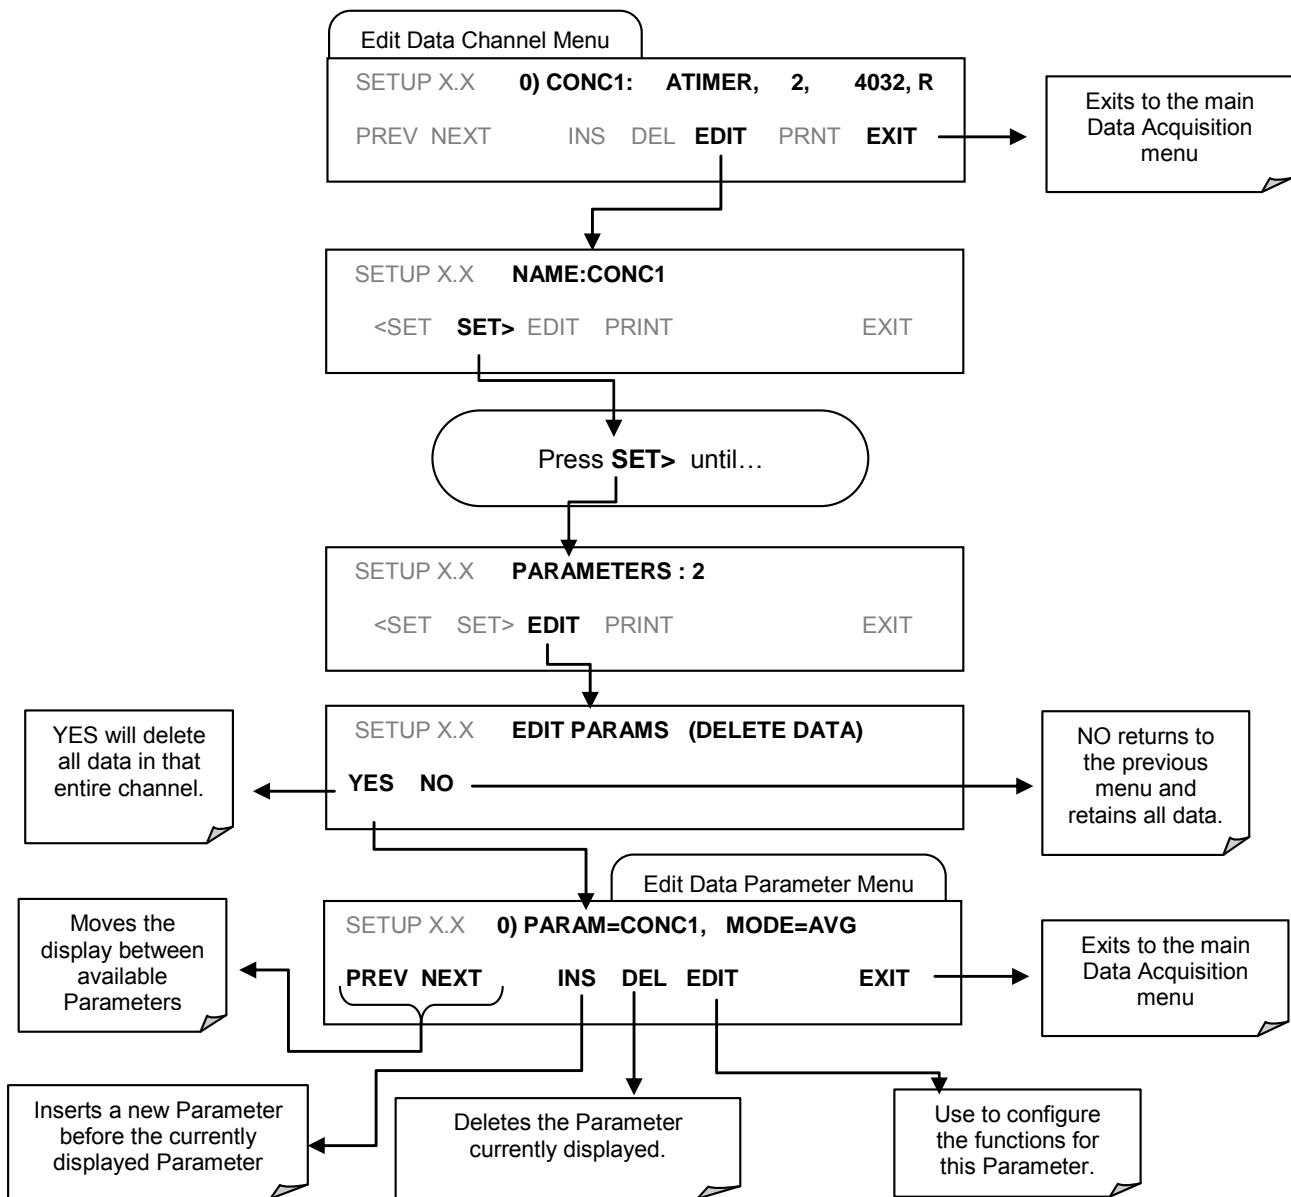 Edit Data Channel Menu
SETUP X.X 0) CONC1: ATIMER, 2, 4032, R
PREV NEXT INS DEL EDIT PRNT EXIT
Exits to the main
Data Acquisition
menu
SETUP X.X NAME:CONC1
<SET SET> EDIT PRINT EXIT
Press SET> until…
SETUP X.X PARAMETERS : 2
<SET SET> EDIT PRINT EXIT
YES will delete
all data in that
entire channel.
SETUP X.X EDIT PARAMS (DELETE DATA)
YES NO
NO returns to
the previous
menu and
retains all data.
Edit Data Parameter Menu
Moves the
display between
available
Parameters
SETUP X.X 0) PARAM=CONC1, MODE=AVG
PREV NEXT INS DEL EDIT EXIT
Exits to the main
Data Acquisition
menu
Inserts a new Parameter
before the currently
displayed Parameter
Deletes the Parameter
currently displayed.
Use to configure
the functions for
this Parameter.